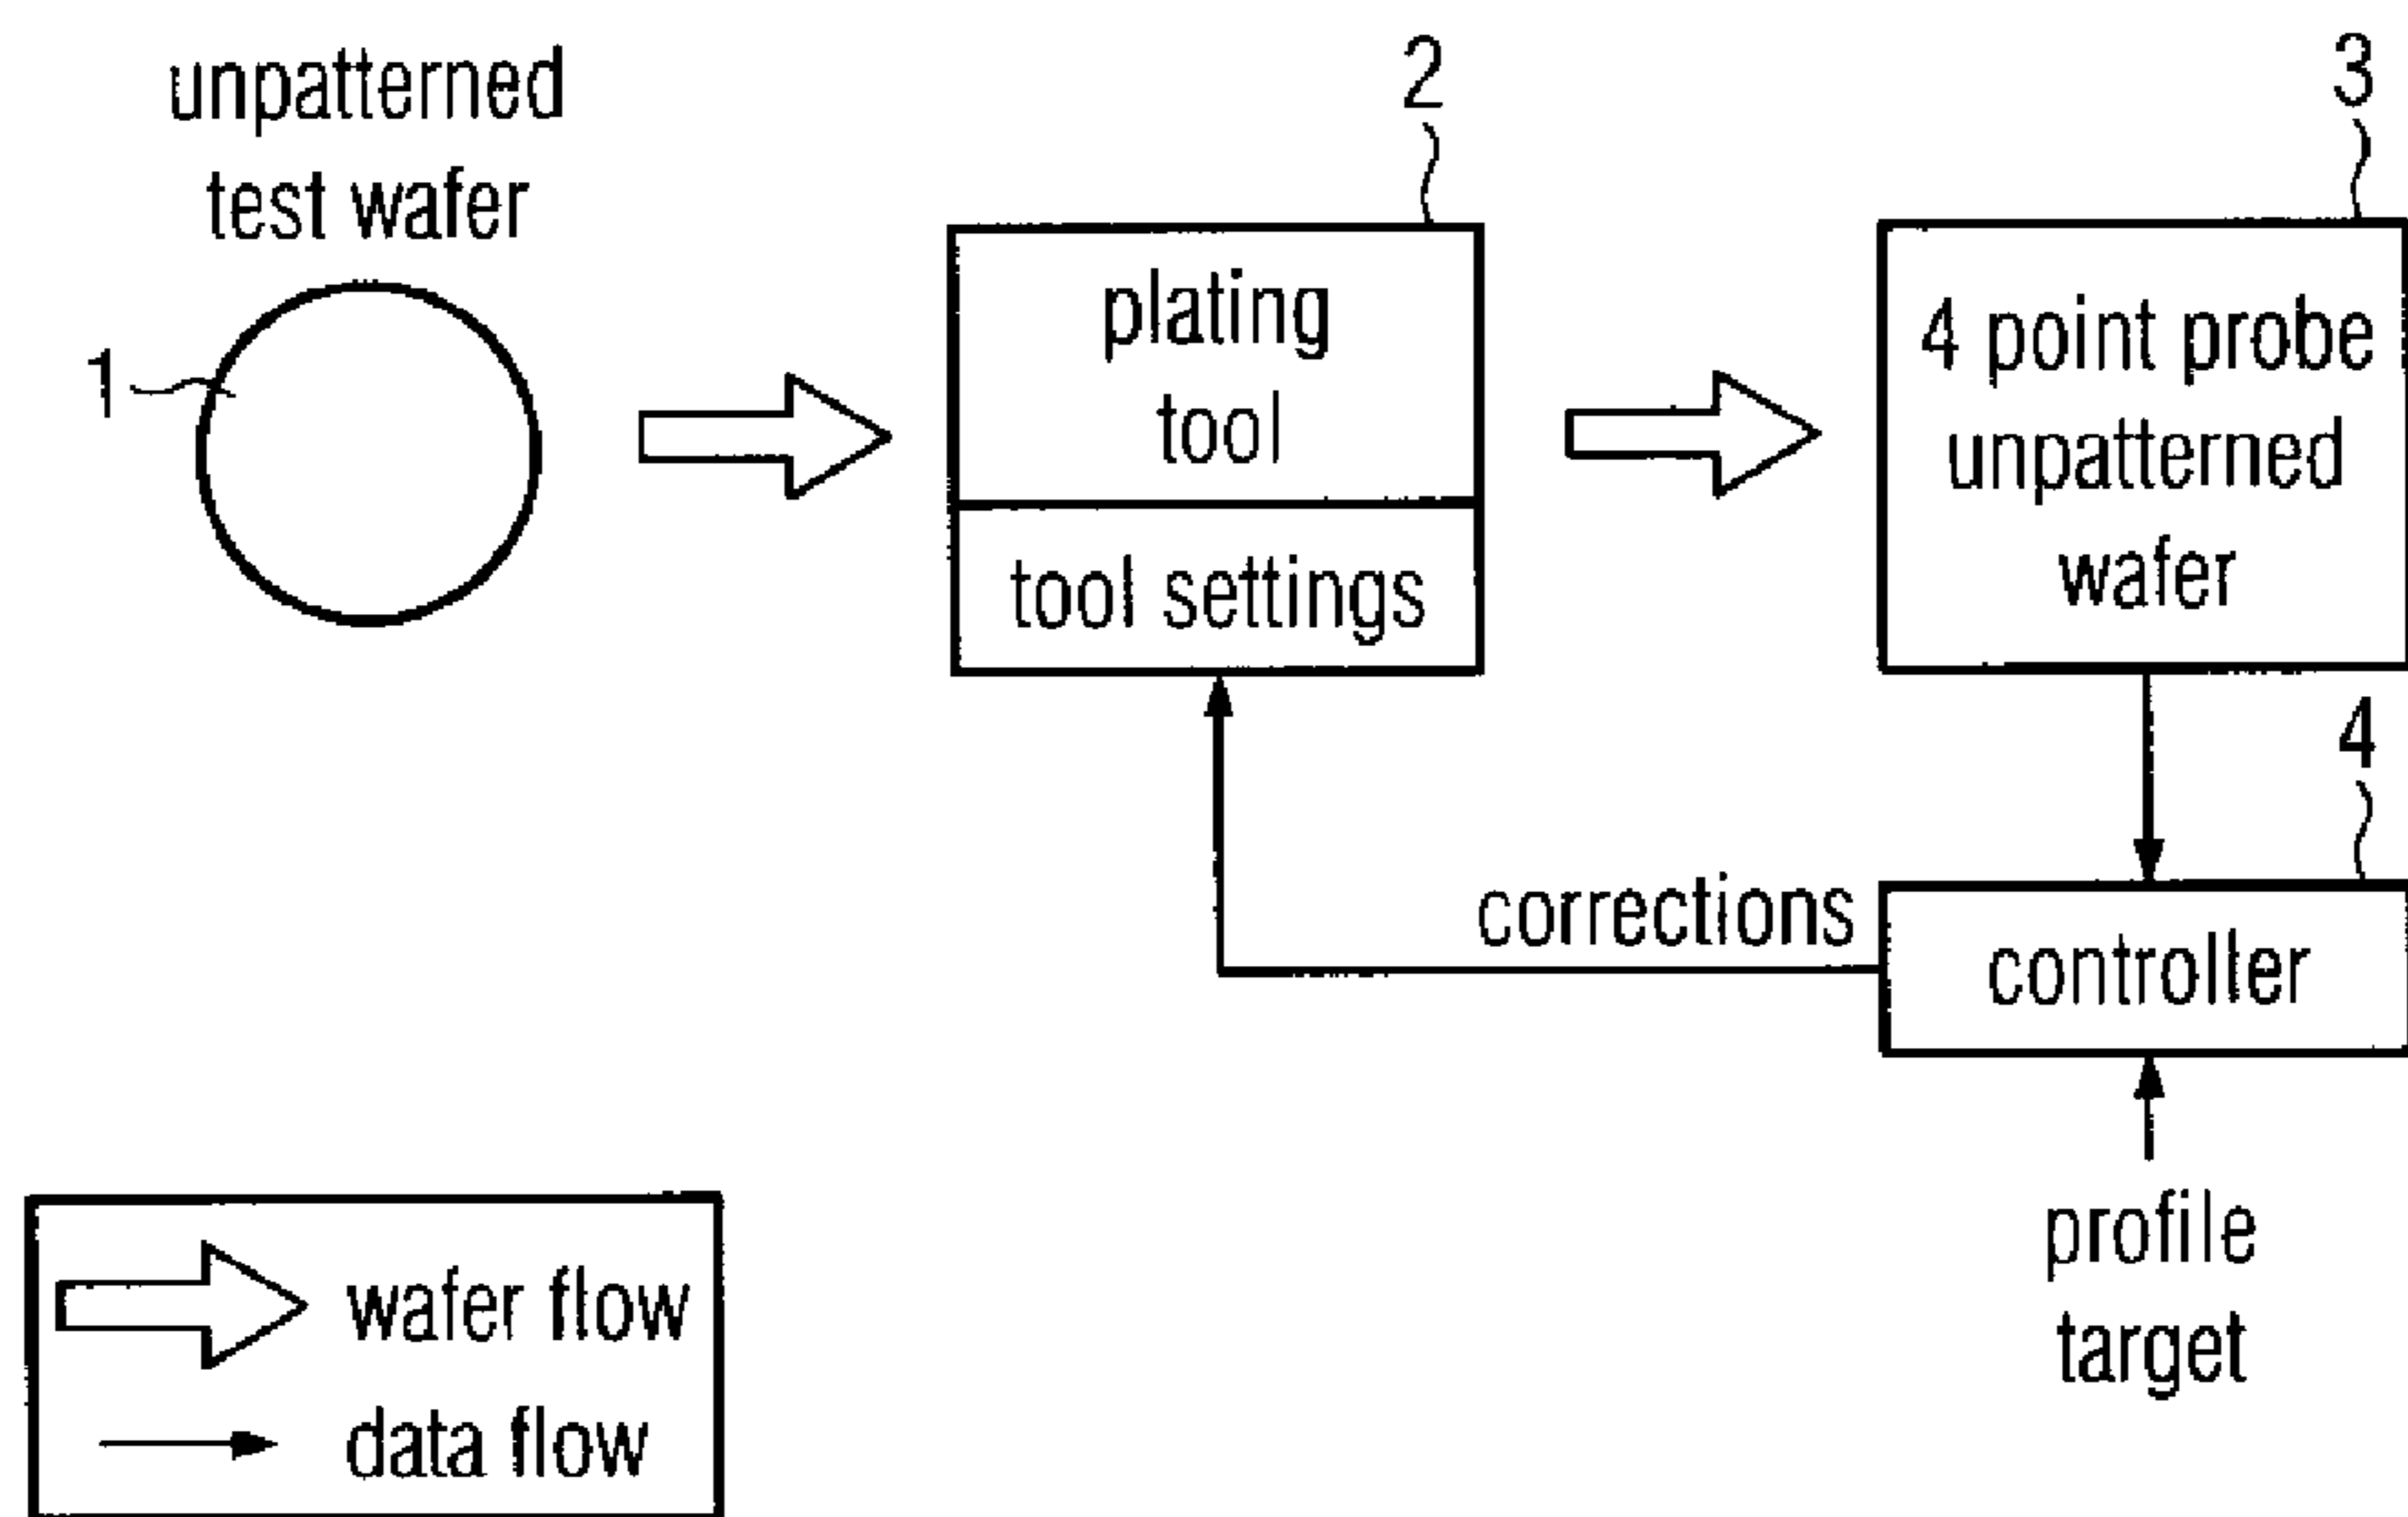 unpatterned
test wafer
1
2
plating
tool
tool settings
3
4 point probe
unpatterned
wafer
4
corrections
controller
profile
target
wafer flow
data flow